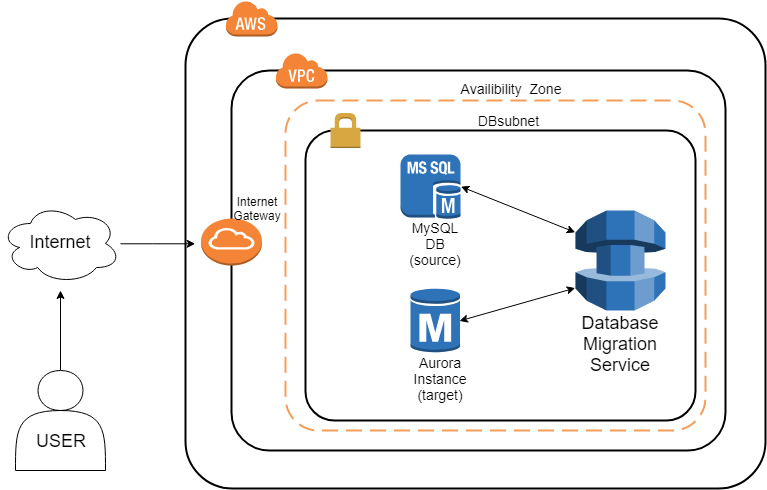 AWS
VPC
Availibility Zone
DBsubnet
MS SQL
M
MySQL
DB
(source)
Internet
Gateway
Internet
Database
Migration
Service
M
Aurora
Instance
(target)
USER